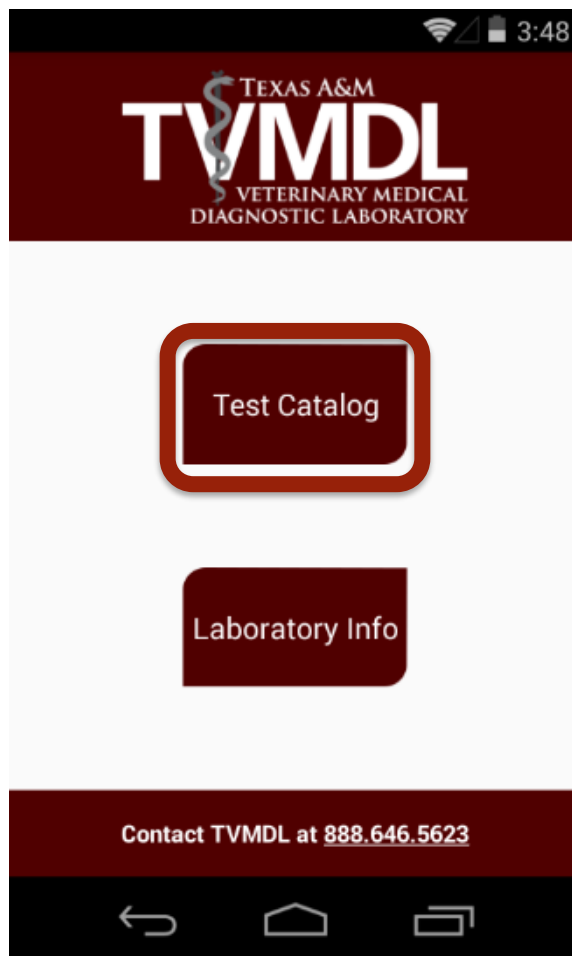 3:48
TEXAS A&M
TVMDL
VETERINARY MEDICAL
DIAGNOSTIC LABORATORY
Test Catalog
Laboratory Info
Contact TVMDL at 888.646.5623